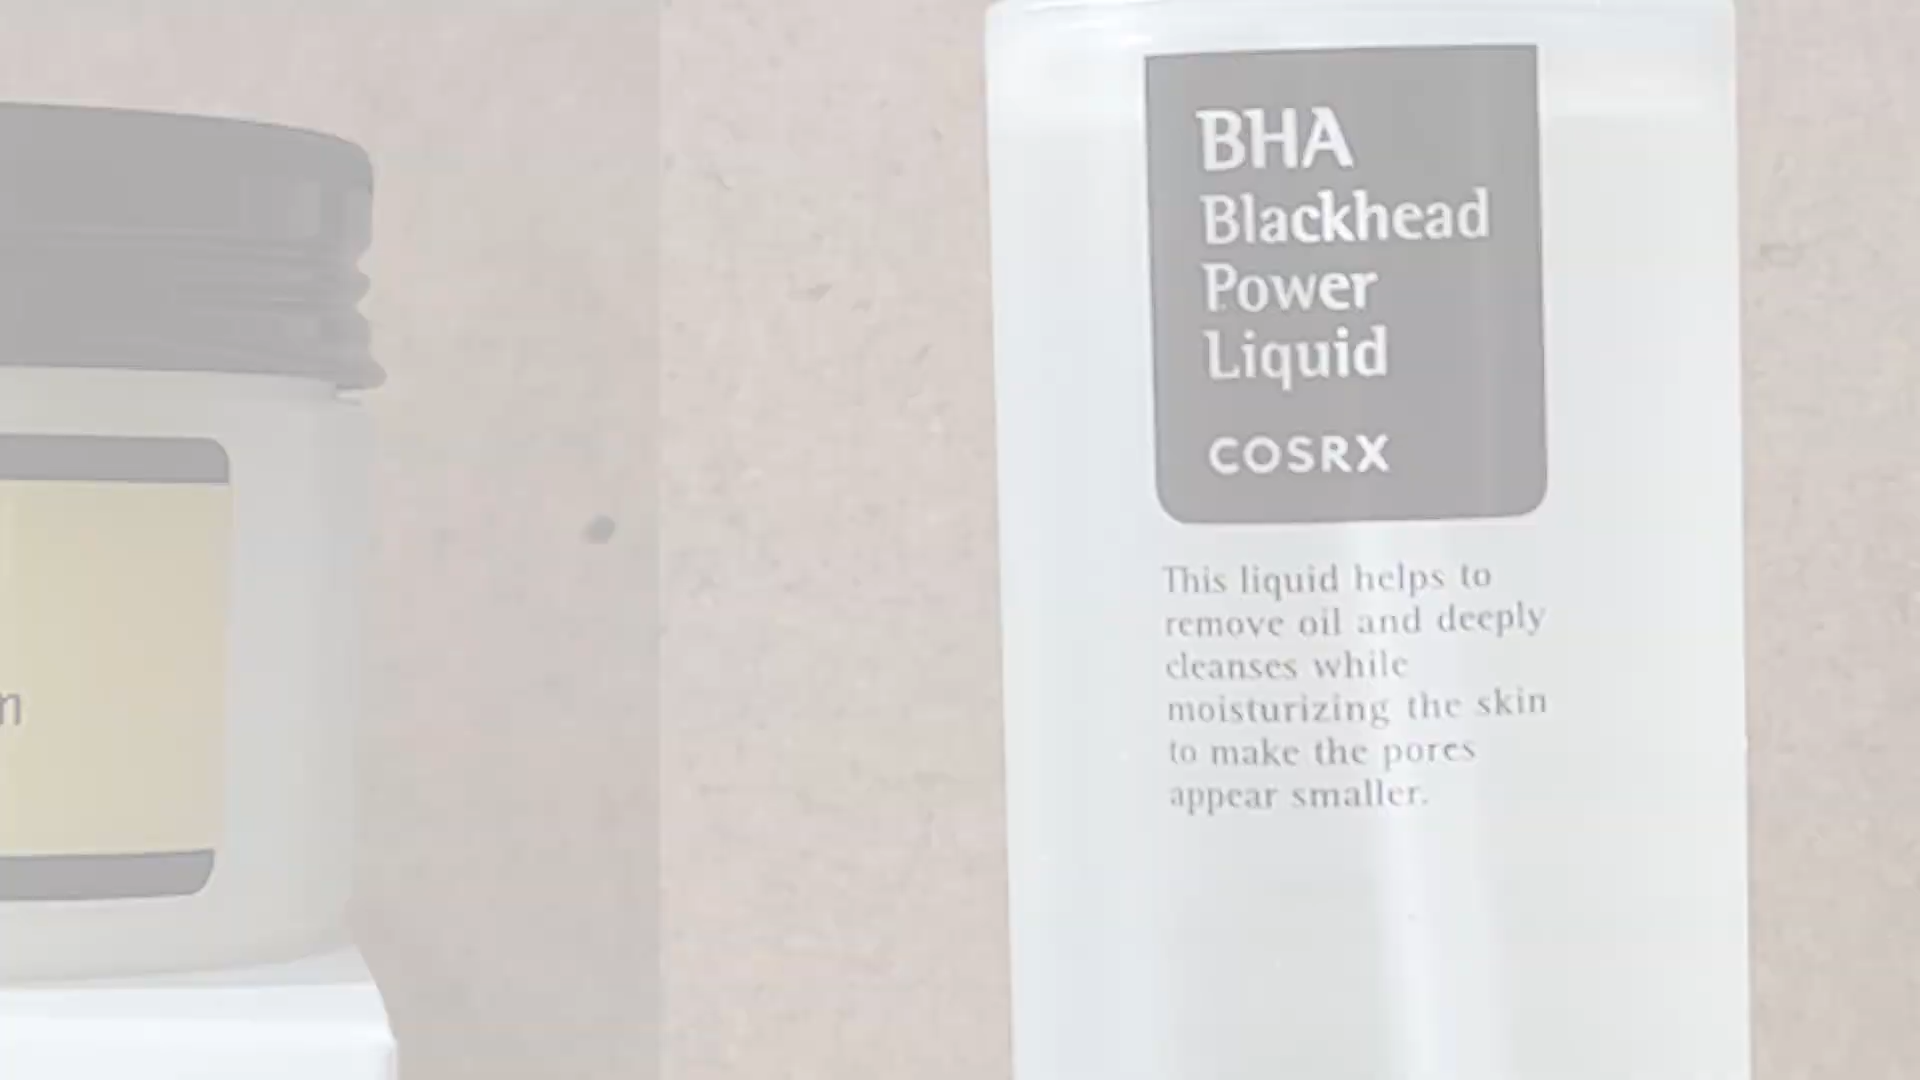 BHA
Blackhead
Power
Liquid
COSRX
This liquid helps to
remove oil and deeply
cleanses while
moisturizing the skin
to make the pores
appear smaller.